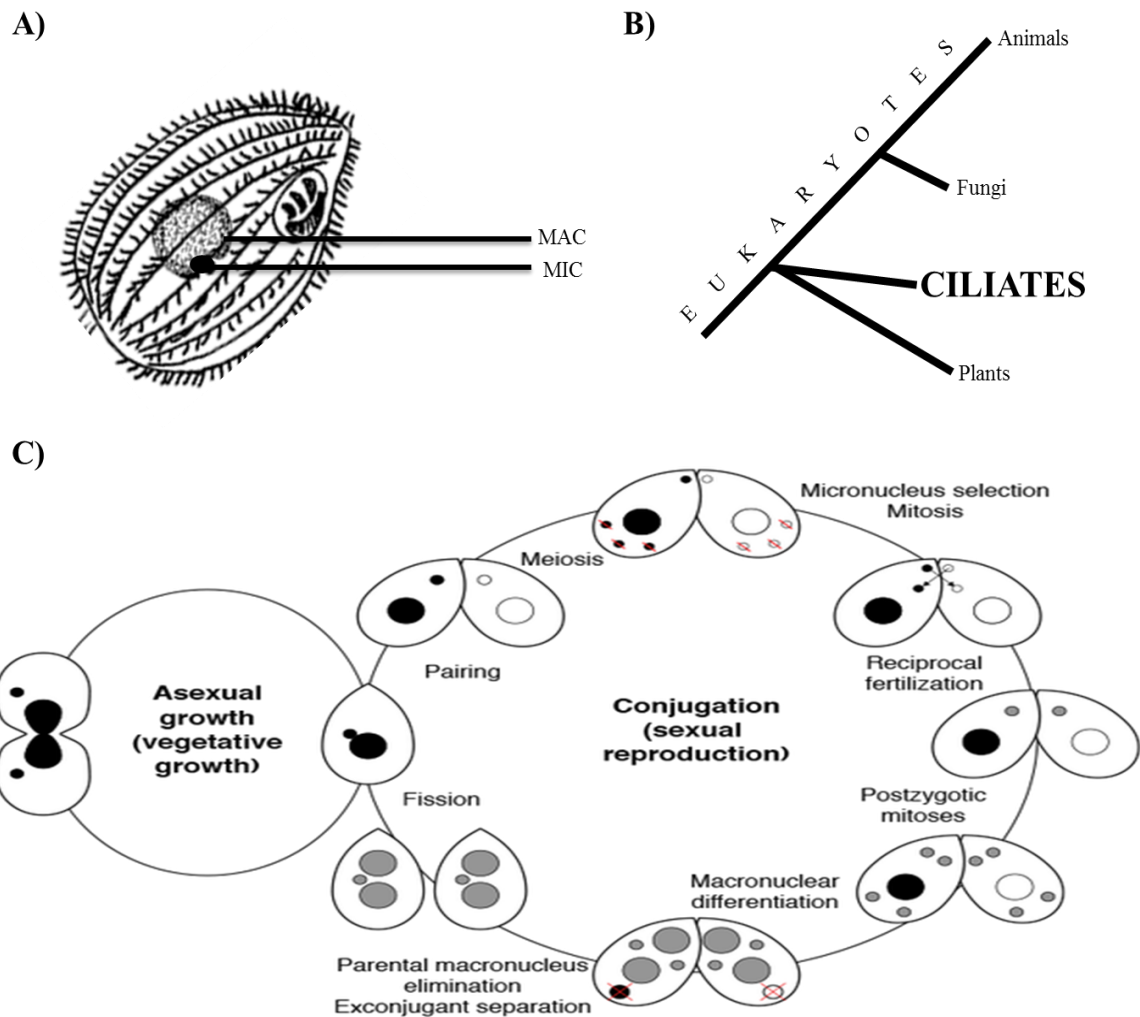 A)
MAC
MIC
B)
EUKARYOTES
Animals
Fungi
CILIATES
Plants
C)
Micronucleus selection
Mitosis
Meiosis
Pairing
Reciprocal
fertilization
Asexual
growth
(vegetative
growth)
Conjugation
(sexual
reproduction)
Fission
Postzygotic
mitoses
Macronuclear
differentiation
Parental macronucleus
elimination
Exconjugant separation